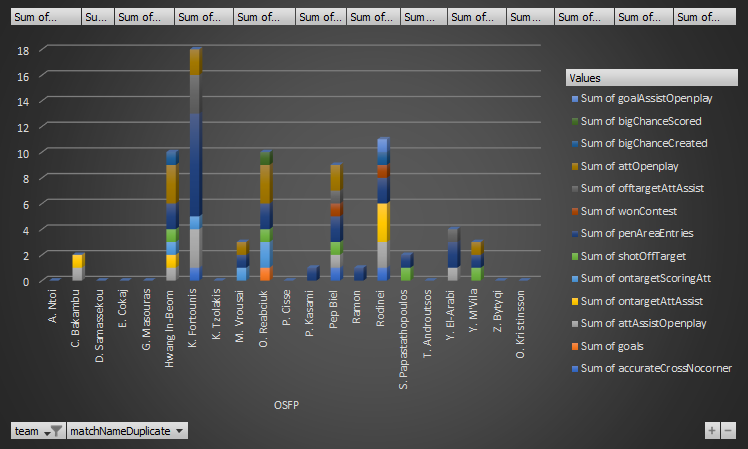 Sum of...
Su...
Sum...
Sum of...
Sum...
Sum of...
Sum...
Sum...
Sum...
Sum...
Sum of...
Sum of...
Sum of...
18
16
14
12
10
8
6
4
2
0
A. Ntoi
C. Bakambu
D. Samassekou
E. Cokaj
G. Masouras
Hwang In-Beom
K. Fortounis
K. Tzolakis
M. Vrousai
O. Reabciuk
P. Cisse
P. Kasami
Pep Biel
Ramon
Rodinei
S. Papastathopoulos
T. Androutsos
Y. El-Arabi
Y. M'Vila
Z. Bytyqi
O. Kristinsson
OSFP
Values
Sum of goalAssistOpenplay
Sum of bigChanceScored
Sum of bigChanceCreated
Sum of attOpenplay
Sum of offtargetAttAssist
Sum of wonContest
Sum of penAreaEntries
Sum of shotOffTarget
Sum of ontargetScoringAtt
Sum of ontargetAttAssist
Sum of attAssistOpenplay
Sum of goals
Sum of accurateCrossNocorner
team
matchNameDuplicate
+ −